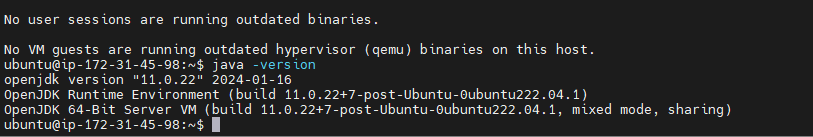 No user sessions are running outdated binaries.
No VM guests are running outdated hypervisor (qemu) binaries on this host.
ubuntu@ip-172-31-45-98:~$ java -version
openjdk version "11.0.22" 2024-01-16
OpenJDK Runtime Environment (build 11.0.22+7-post-Ubuntu-0ubuntu222.04.1)
OpenJDK 64-Bit Server VM (build 11.0.22+7-post-Ubuntu-0ubuntu222.04.1, mixed mode, sharing)
ubuntu@ip-172-31-45-98:~$